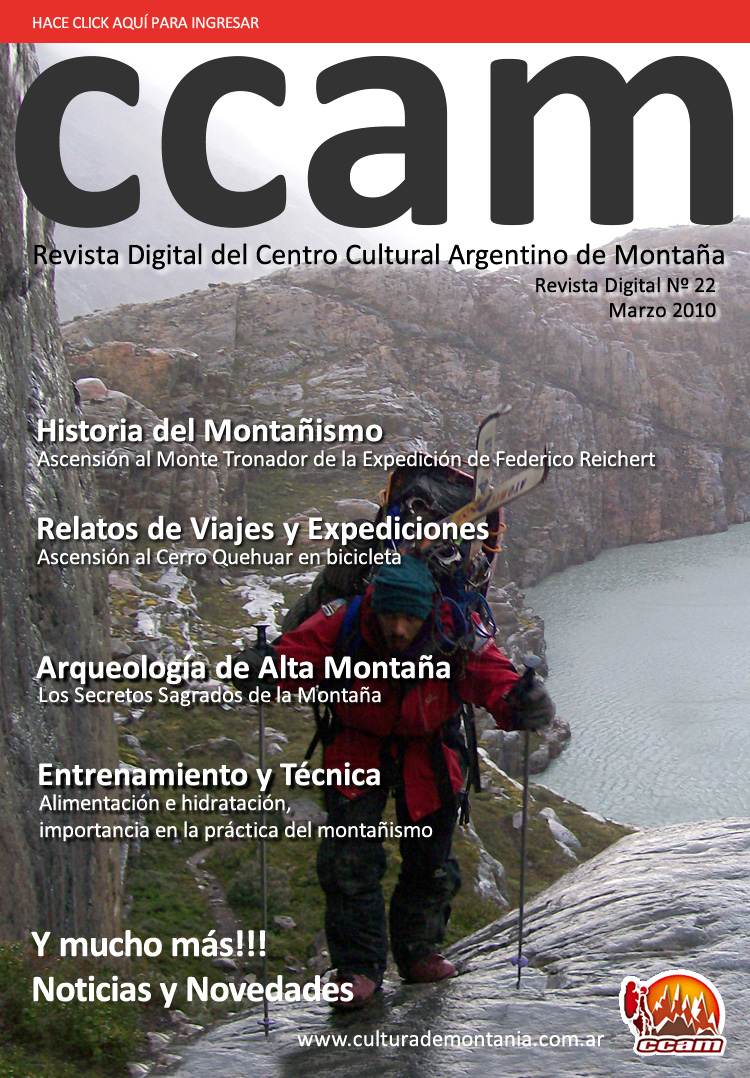 HACE CLICK AQUÍ PARA INGRESAR
ccam
Revista Digital del Centro Cultural Argentino de Montaña
Revista Digital Nº 22
Marzo 2010
Historia del Montañismo
Ascensión al Monte Tronador de la Expedición de Federico Reichert
Relatos de Viajes y Expediciones
Ascensión al Cerro Quehuar en bicicleta
Arqueología de Alta Montaña
Los Secretos Sagrados de la Montaña
Entrenamiento y Técnica
Alimentación e hidratación,
importancia en la práctica del montañismo
Y mucho más!!!
Noticias y Novedades
www.culturademontania.com.ar
ccam